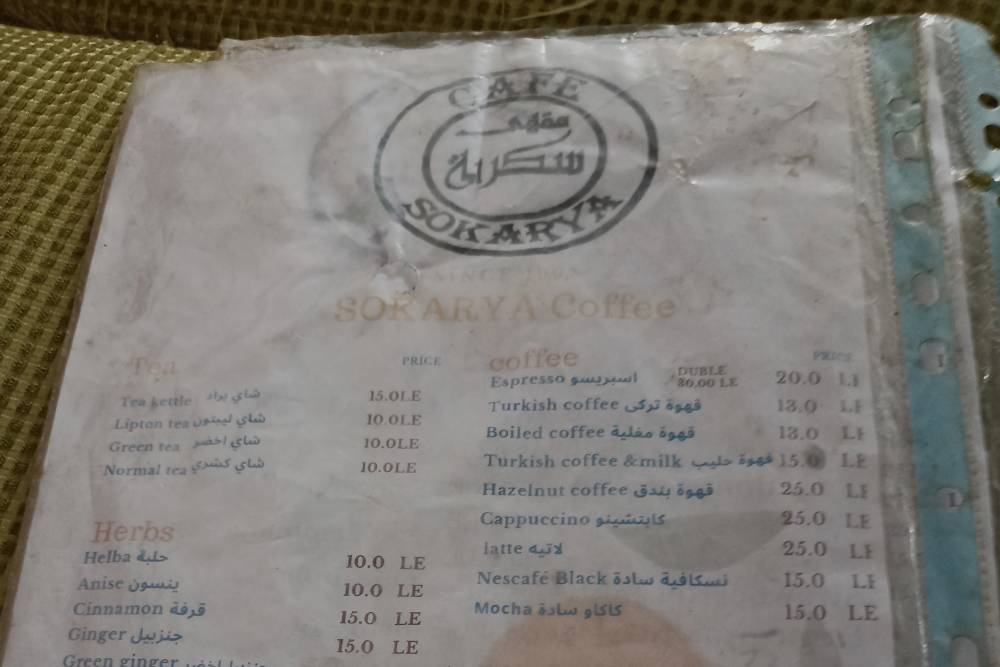 CAFE
مقهى
سكرية
SOKARYA
SINCE
SOKARYA Coffee
Tea PRICE
Tea kettle شاي براد 15.0LE
Lipton tea شاي ليبتون 10.0LE
Green tea شاي اخضر 10.0LE
Normal tea شاي كشري 10.0LE
Herbs
Helba حلبة 10.0 LE
Anise ينسون 10.0 LE
Cinnamon قرفة 15.0 LE
Ginger جنزبيل 15.0 LE
Green ginger
coffee PRICE
Espresso اسبريسو DUBLE 30.00 LE 20.0 LE
Turkish coffee قهوة تركى 13.0 LE
Boiled coffee قهوة مغلية 13.0 LE
Turkish coffee &milk قهوة حليب 15.0 LE
Hazelnut coffee قهوة بندق 25.0 LE
Cappuccino كابتشينو 25.0 LE
latte لاتيه 25.0 LE
Nescafé Black نسكافية سادة 15.0 LE
Mocha كاكاو سادة 15.0 LE